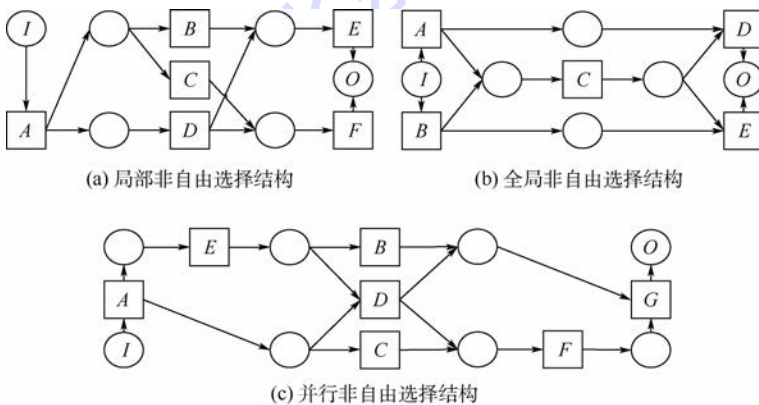 I B E A D
C O I C O
A D F B E
(a) 局部非自由选择结构 (b) 全局非自由选择结构
E B O
A D G
I C F
(c) 并行非自由选择结构